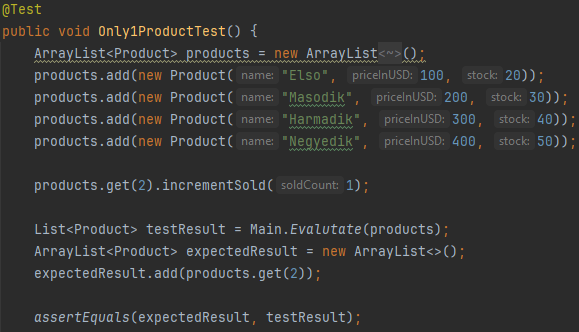 @Test
public void Only1ProductTest() {
ArrayList<Product> products = new ArrayList<~>();
products.add(new Product( name: "Elso", priceInUSD: 100, stock: 20));
products.add(new Product( name: "Masodik", priceInUSD: 200, stock: 30));
products.add(new Product( name: "Harmadik", priceInUSD: 300, stock: 40));
products.add(new Product( name: "Negyedik", priceInUSD: 400, stock: 50));
products.get(2).incrementSold( soldCount: 1);
List<Product> testResult = Main.Evalutate(products);
ArrayList<Product> expectedResult = new ArrayList<>();
expectedResult.add(products.get(2));
assertEquals(expectedResult, testResult);